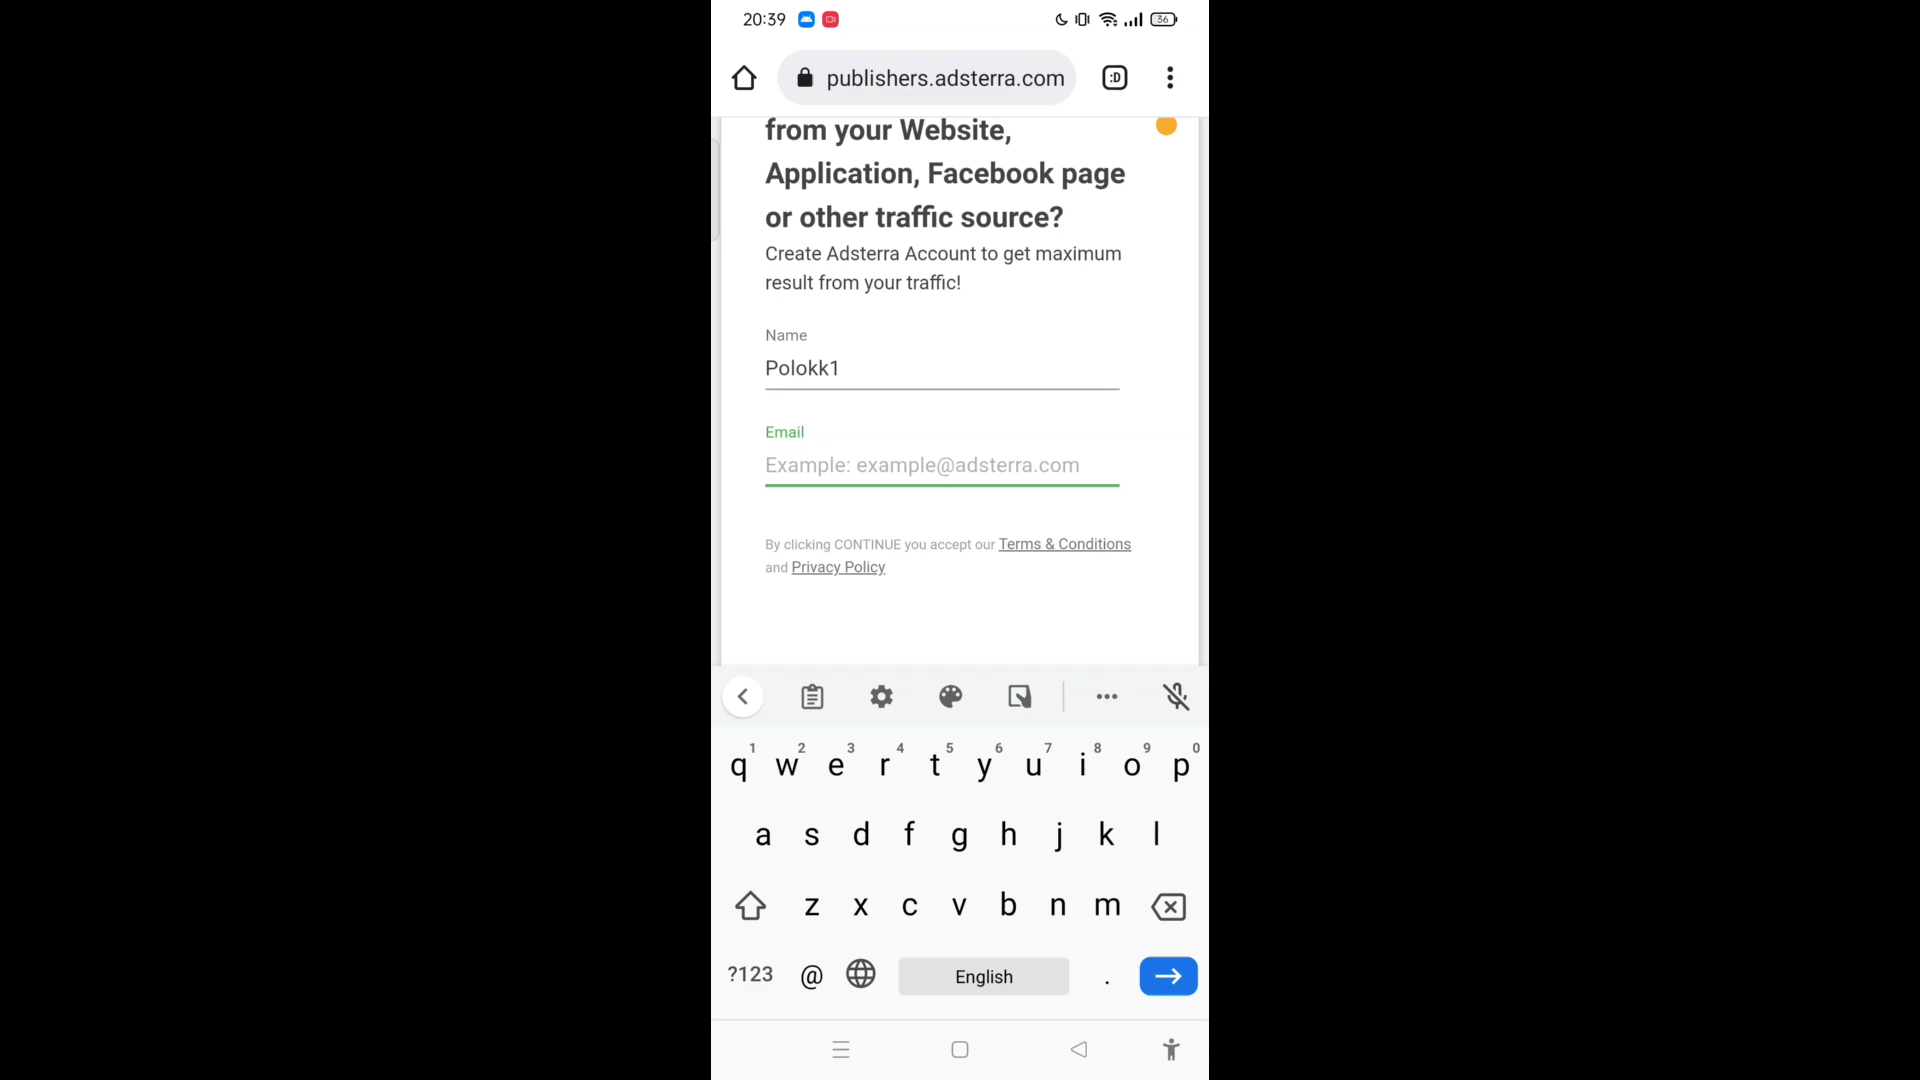 20:39
36
publishers.adsterra.com
:D
from your Website,
Application, Facebook page
or other traffic source?
Create Adsterra Account to get maximum
result from your traffic!
Name
Polokk1
Email
Example: example@adsterra.com
By clicking CONTINUE you accept our Terms & Conditions
and Privacy Policy
1 2 3 4 5 6 7 8 9 0
q w e r t y u i o p
a s d f g h j k l
z x c v b n m
?123 @ English .